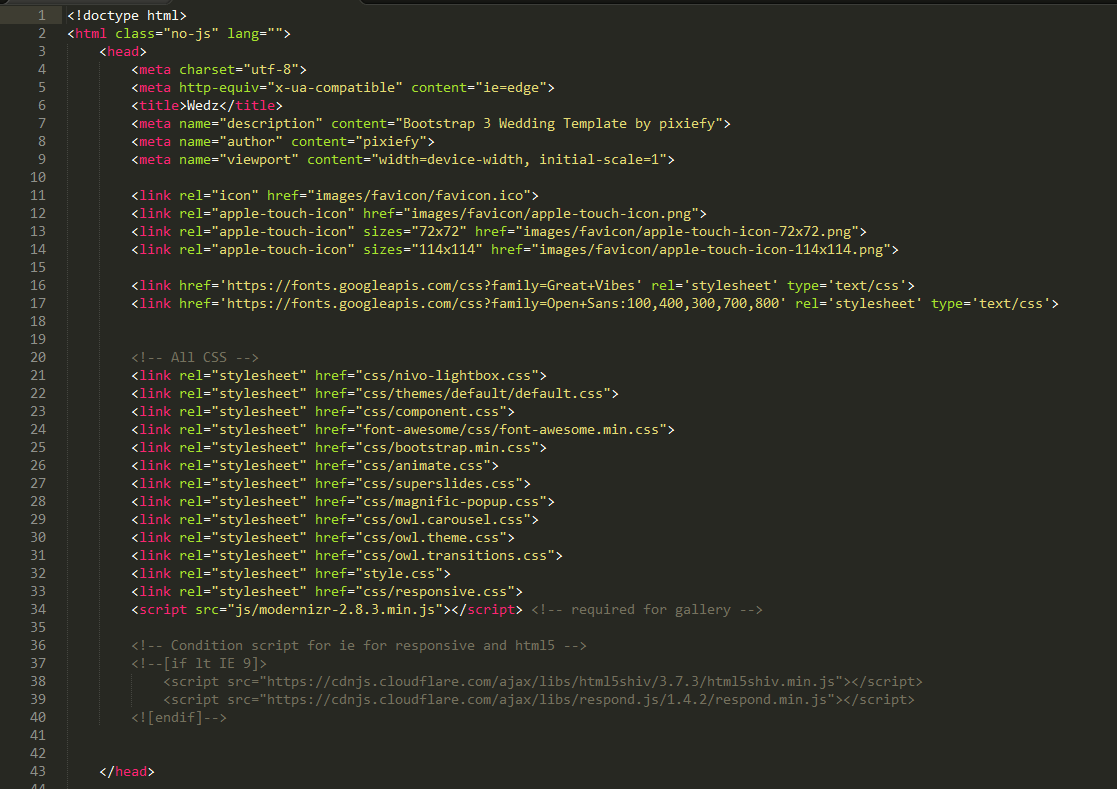 1 <!doctype html>
2 <html class="no-js" lang="">
3 <head>
4 <meta charset="utf-8">
5 <meta http-equiv="x-ua-compatible" content="ie=edge">
6 <title>Wedz</title>
7 <meta name="description" content="Bootstrap 3 Wedding Template by pixiefy">
8 <meta name="author" content="pixiefy">
9 <meta name="viewport" content="width=device-width, initial-scale=1">
10
11 <link rel="icon" href="images/favicon/favicon.ico">
12 <link rel="apple-touch-icon" href="images/favicon/apple-touch-icon.png">
13 <link rel="apple-touch-icon" sizes="72x72" href="images/favicon/apple-touch-icon-72x72.png">
14 <link rel="apple-touch-icon" sizes="114x114" href="images/favicon/apple-touch-icon-114x114.png">
15
16 <link href='https://fonts.googleapis.com/css?family=Great+Vibes' rel='stylesheet' type='text/css'>
17 <link href='https://fonts.googleapis.com/css?family=Open+Sans:100,400,300,700,800' rel='stylesheet' type='text/css'>
18
19
20 <!-- All CSS -->
21 <link rel="stylesheet" href="css/nivo-lightbox.css">
22 <link rel="stylesheet" href="css/themes/default/default.css">
23 <link rel="stylesheet" href="css/component.css">
24 <link rel="stylesheet" href="font-awesome/css/font-awesome.min.css">
25 <link rel="stylesheet" href="css/bootstrap.min.css">
26 <link rel="stylesheet" href="css/animate.css">
27 <link rel="stylesheet" href="css/superslides.css">
28 <link rel="stylesheet" href="css/magnific-popup.css">
29 <link rel="stylesheet" href="css/owl.carousel.css">
30 <link rel="stylesheet" href="css/owl.theme.css">
31 <link rel="stylesheet" href="css/owl.transitions.css">
32 <link rel="stylesheet" href="style.css">
33 <link rel="stylesheet" href="css/responsive.css">
34 <script src="js/modernizr-2.8.3.min.js"></script> <!-- required for gallery -->
35
36 <!-- Condition script for ie for responsive and html5 -->
37 <!--[if lt IE 9]>
38 <script src="https://cdnjs.cloudflare.com/ajax/libs/html5shiv/3.7.3/html5shiv.min.js"></script>
39 <script src="https://cdnjs.cloudflare.com/ajax/libs/respond.js/1.4.2/respond.min.js"></script>
40 <![endif]-->
41
42
43 </head>
44